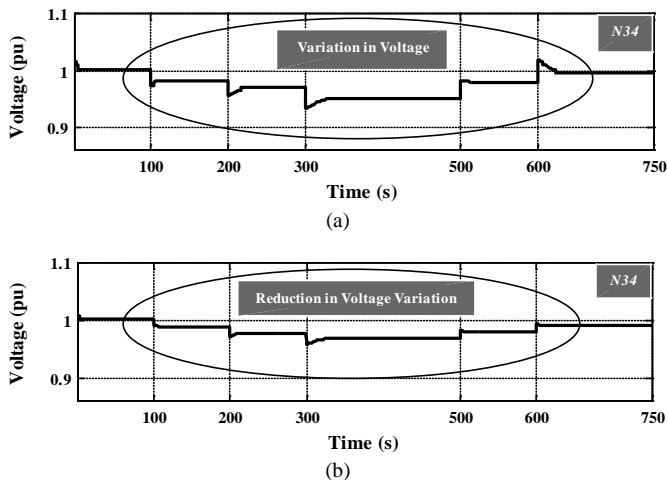 1.1
N34
Variation in Voltage
1
Voltage (pu)
0.9
100 200 300 500 600 750
Time (s)
(a)
1.1
N34
Reduction in Voltage Variation
1
Voltage (pu)
0.9
100 200 300 500 600 750
Time (s)
(b)